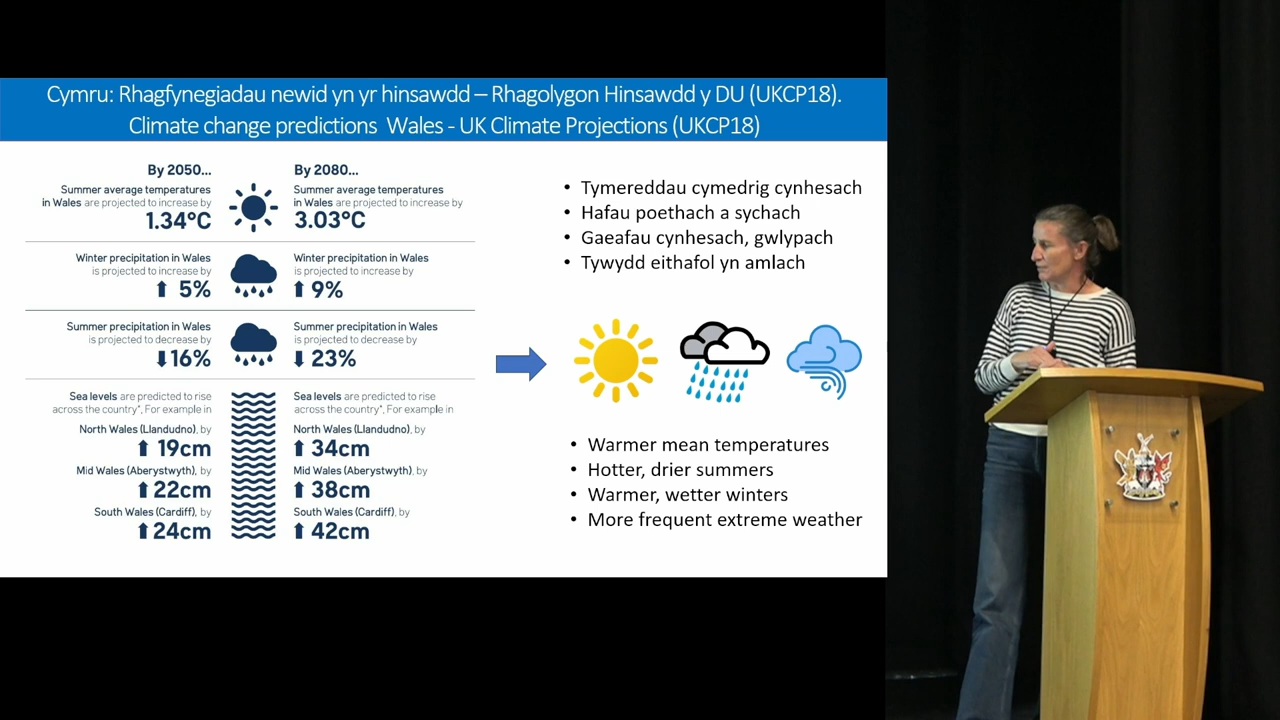 Cymru: Rhagfynegiadau newid yn yr hinsawdd – Rhagolygon Hinsawdd y DU (UKCP18).
Climate change predictions Wales - UK Climate Projections (UKCP18)
By 2050...
Summer average temperatures
in Wales are projected to increase by
1.34°C
Winter precipitation in Wales
is projected to increase by
5%
Summer precipitation in Wales
is projected to decrease by
16%
Sea levels are predicted to rise
across the country*, For example in
North Wales (Llandudno), by
19cm
Mid Wales (Aberystwyth), by
22cm
South Wales (Cardiff), by
24cm
By 2080...
Summer average temperatures
in Wales are projected to increase by
3.03°C
Winter precipitation in Wales
is projected to increase by
9%
Summer precipitation in Wales
is projected to decrease by
23%
Sea levels are predicted to rise
across the country*, For example in
North Wales (Llandudno), by
34cm
Mid Wales (Aberystwyth), by
38cm
South Wales (Cardiff), by
42cm
• Tymereddau cymedrig cynhesach
• Hafau poethach a sychach
• Gaeafau cynhesach, gwlypach
• Tywydd eithafol yn amlach
• Warmer mean temperatures
• Hotter, drier summers
• Warmer, wetter winters
• More frequent extreme weather